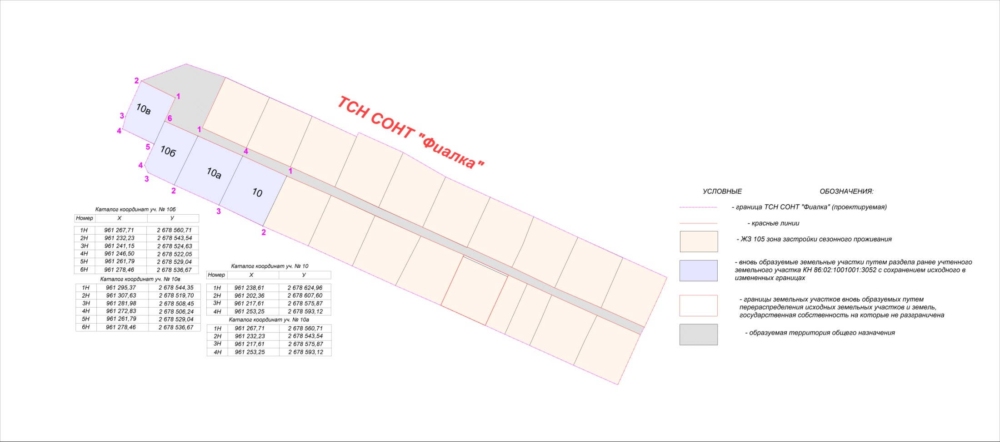 ТСН СОНТ "Фиалка"
2
1
10в
3
6
4
1
5
10б
4
4
10а
1
3
2
10
3
2
Каталог координат уч. № 10б
Номер X У
1Н 961 267,71 2 678 560,71
2Н 961 232,23 2 678 543,54
3Н 961 241,15 2 678 524,63
4Н 961 246,50 2 678 522,05
5Н 961 261,79 2 678 529,04
6Н 961 278,46 2 678 536,67
Каталог координат уч. № 10в
1Н 961 295,37 2 678 544,35
2Н 961 307,63 2 678 519,70
3Н 961 281,98 2 678 508,45
4Н 961 272,83 2 678 506,24
5Н 961 261,79 2 678 529,04
6Н 961 278,46 2 678 536,67
Каталог координат уч. № 10
Номер X У
1Н 961 238,61 2 678 624,96
2Н 961 202,36 2 678 607,60
3Н 961 217,61 2 678 575,87
4Н 961 253,25 2 678 593,12
Каталог координат уч. № 10а
1Н 961 267,71 2 678 560,71
2Н 961 232,23 2 678 543,54
3Н 961 217,61 2 678 575,87
4Н 961 253,25 2 678 593,12
УСЛОВНЫЕ ОБОЗНАЧЕНИЯ:
- граница ТСН СОНТ "Фиалка" (проектируемая)
- красные линии
- ЖЗ 105 зона застройки сезонного проживания
- вновь образуемые земельные участки путем раздела ранее учтенного
земельного участка КН 86:02:1001001:3052 с сохранением исходного в
измененных границах
- границы земельных участков вновь образуемых путем
перераспределения исходных земельных участков и земель,
государственная собственность на которые не разграничена
- образуемая территория общего назначения